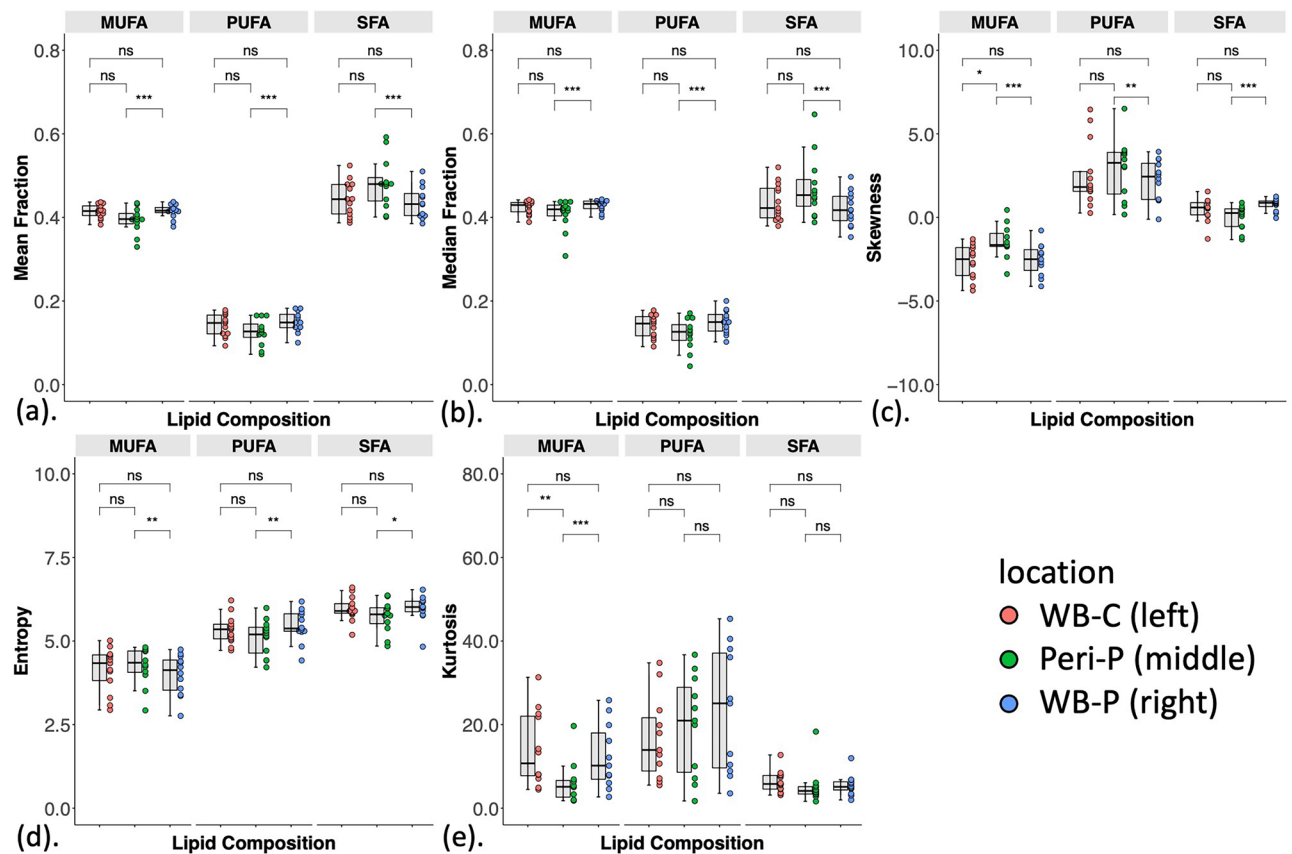 MUFA PUFA SFA
ns ns ns
ns ns ns
*** *** ***
0.8
0.6
0.4
0.2
0.0
Mean Fraction
(a). Lipid Composition
MUFA PUFA SFA
ns ns ns
ns ns ns
*** *** ***
0.8
0.6
0.4
0.2
0.0
Median Fraction
(b). Lipid Composition
MUFA PUFA SFA
ns ns ns
* ns ns
*** ** ***
10.0
5.0
0.0
−5.0
−10.0
Skewness
(c). Lipid Composition
MUFA PUFA SFA
ns ns ns
ns ns ns
** ** *
10.0
7.5
5.0
2.5
0.0
Entropy
(d). Lipid Composition
MUFA PUFA SFA
ns ns ns
** ns ns
*** ns ns
80.0
60.0
40.0
20.0
0.0
Kurtosis
(e). Lipid Composition
location
WB-C (left)
Peri-P (middle)
WB-P (right)